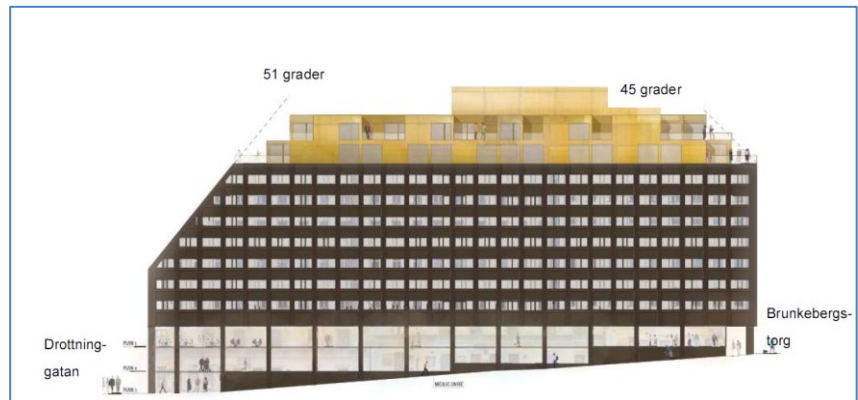 51 grader
45 grader
Brunkebergs-
torg
Drottning-
gatan